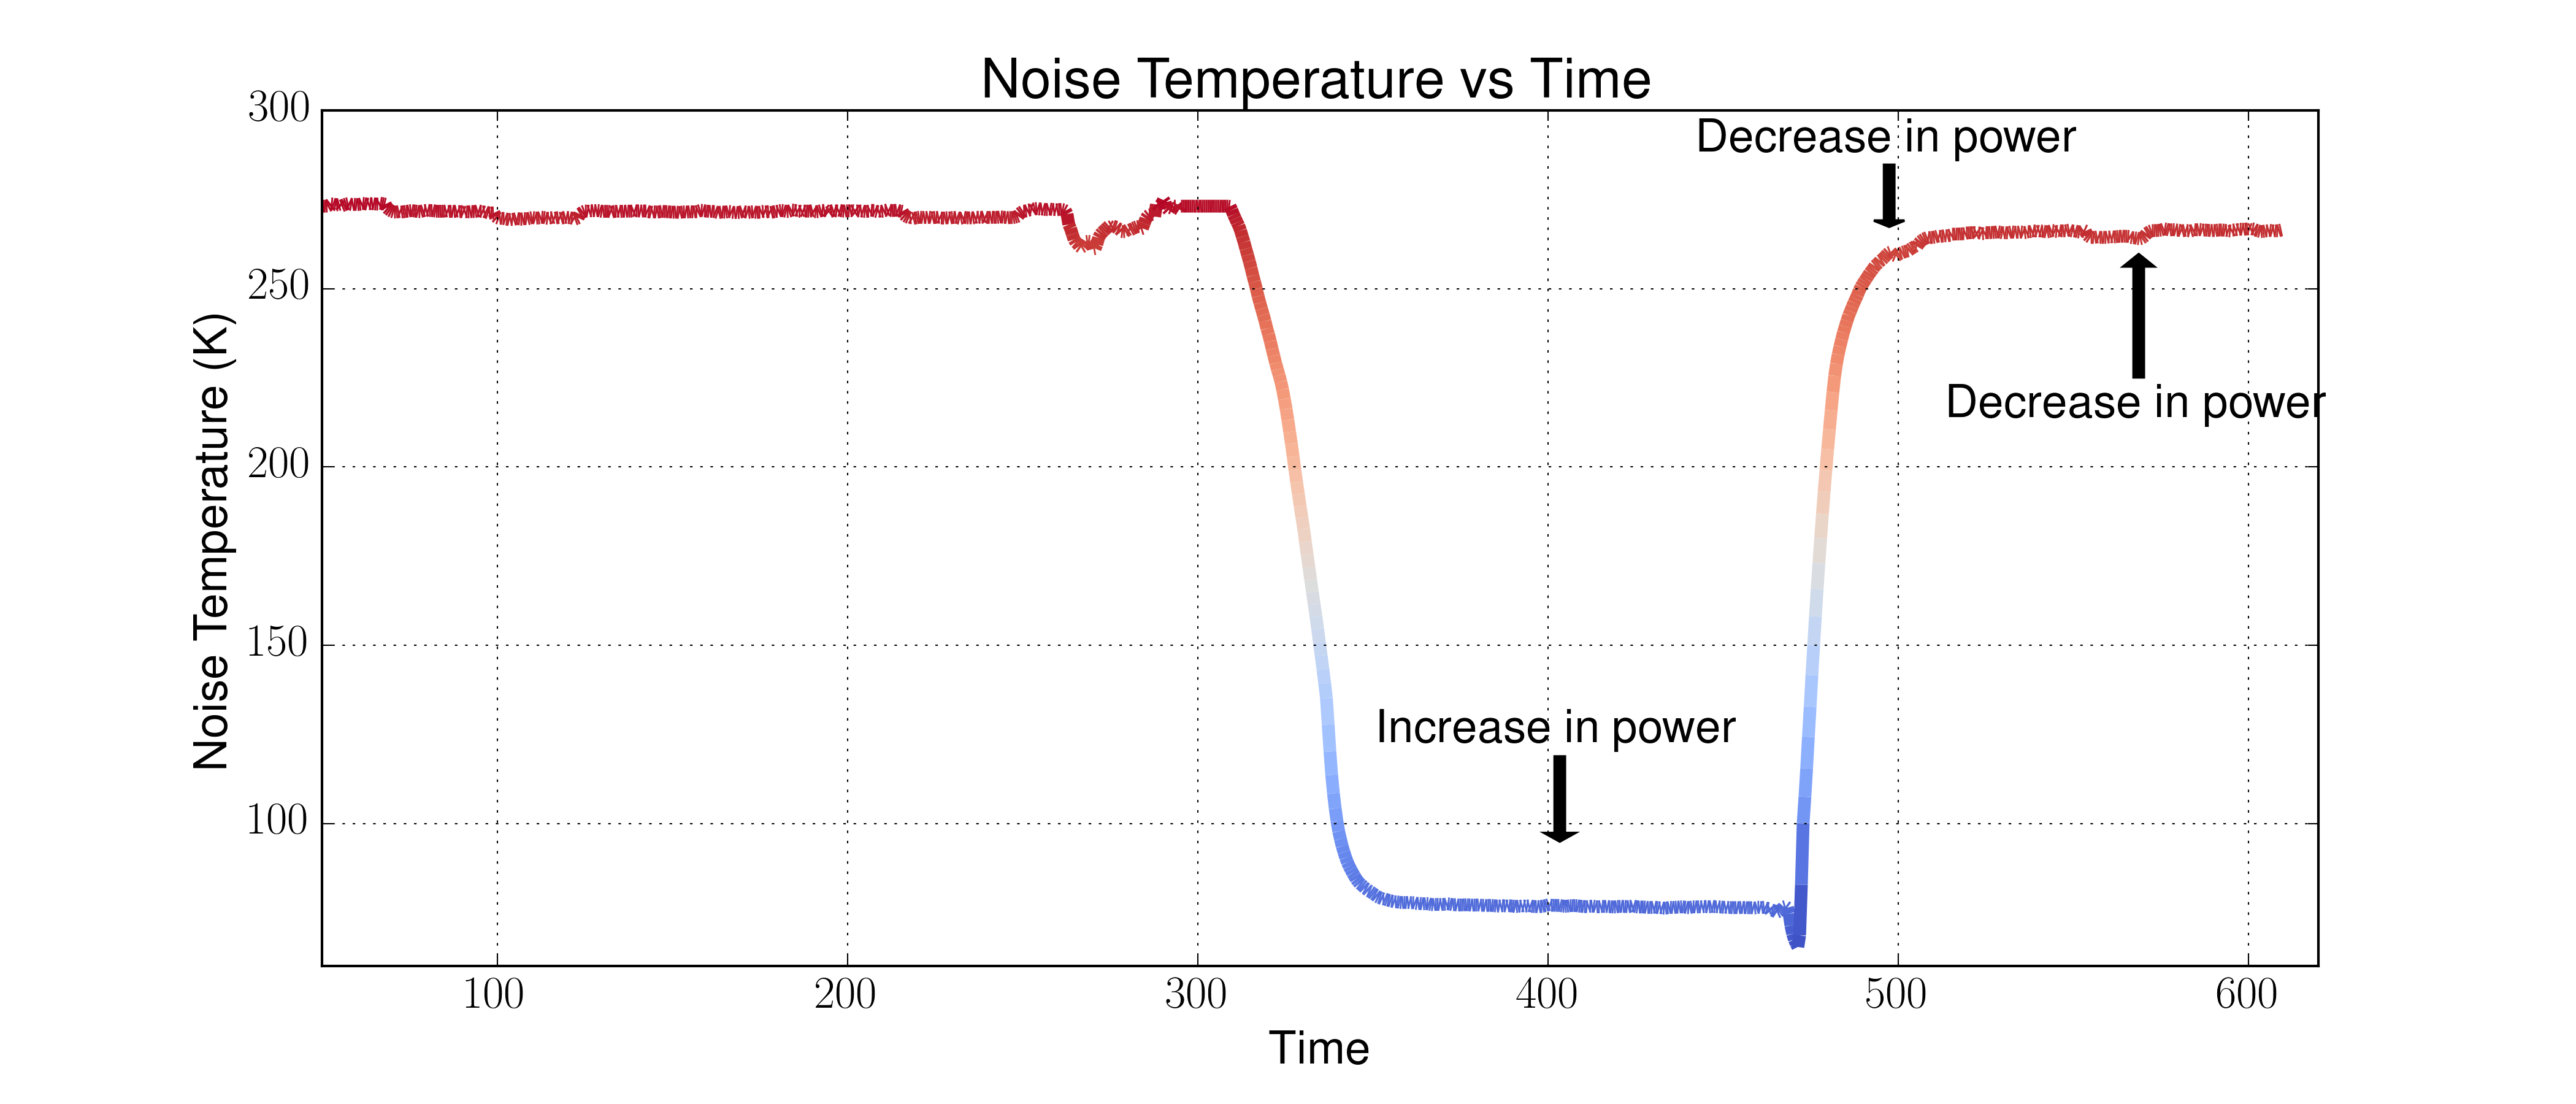 Noise Temperature vs Time
300
250
200
150
100
Noise Temperature (K)
Decrease in power
Decrease in power
Increase in power
100 200 300 400 500 600
Time